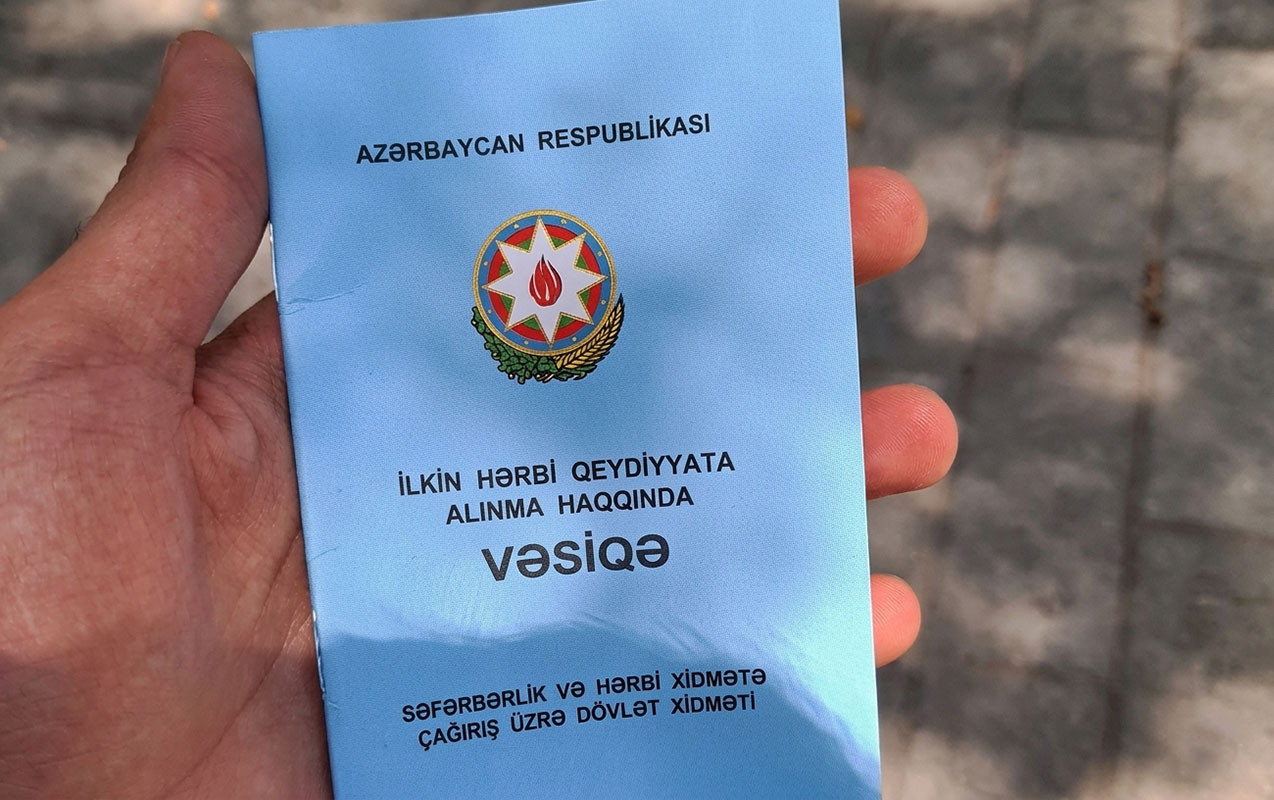 AZƏRBAYCAN RESPUBLİKASI
İLKİN HƏRBİ QEYDİYYATA
ALINMA HAQQINDA
VƏSİQƏ
SƏFƏRBƏRLİK VƏ HƏRBİ XİDMƏTƏ
ÇAĞIRIŞ ÜZRƏ DÖVLƏT XİDMƏTİ